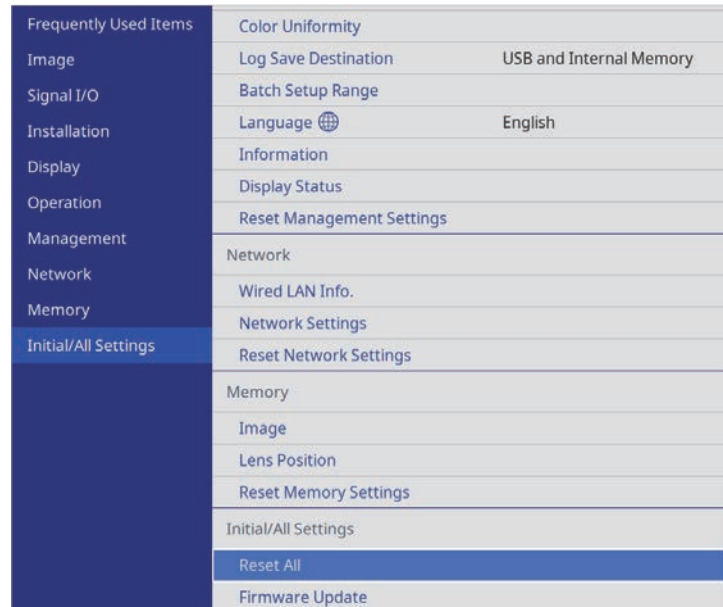 Frequently Used Items
Image
Signal I/O
Installation
Display
Operation
Management
Network
Memory
Initial/All Settings
Color Uniformity
Log Save Destination USB and Internal Memory
Batch Setup Range
Language English
Information
Display Status
Reset Management Settings
Network
Wired LAN Info.
Network Settings
Reset Network Settings
Memory
Image
Lens Position
Reset Memory Settings
Initial/All Settings
Reset All
Firmware Update